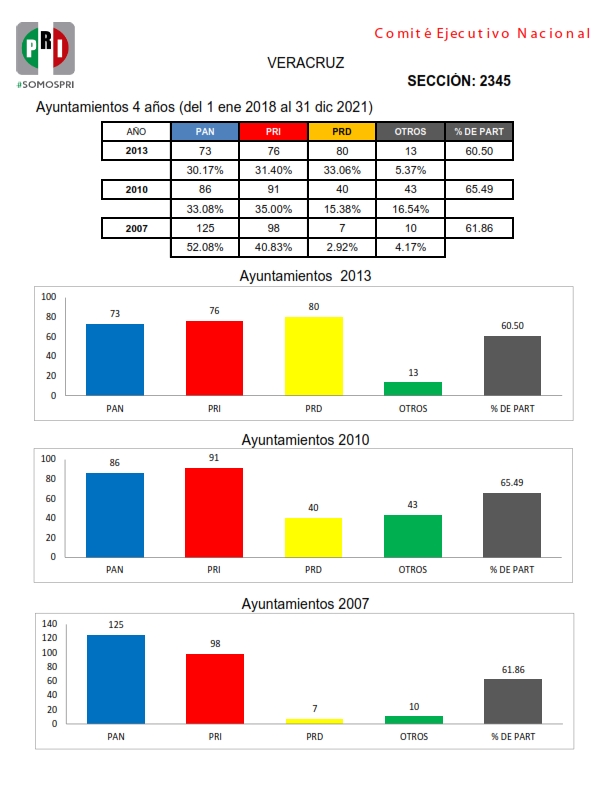 Comité Ejecutivo Nacional
PRI
#SOMOSPRI
VERACRUZ
SECCIÓN: 2345
Ayuntamientos 4 años (del 1 ene 2018 al 31 dic 2021)
AÑO PAN PRI PRD OTROS % DE PART
2013 73 76 80 13 60.50
30.17% 31.40% 33.06% 5.37%
2010 86 91 40 43 65.49
33.08% 35.00% 15.38% 16.54%
2007 125 98 7 10 61.86
52.08% 40.83% 2.92% 4.17%
Ayuntamientos 2013
100
80
60
40
20
0
73 76 80 13 60.50
PAN PRI PRD OTROS % DE PART
Ayuntamientos 2010
100
80
60
40
20
0
86 91 40 43 65.49
PAN PRI PRD OTROS % DE PART
Ayuntamientos 2007
140
120
100
80
60
40
20
0
125 98 7 10 61.86
PAN PRI PRD OTROS % DE PART